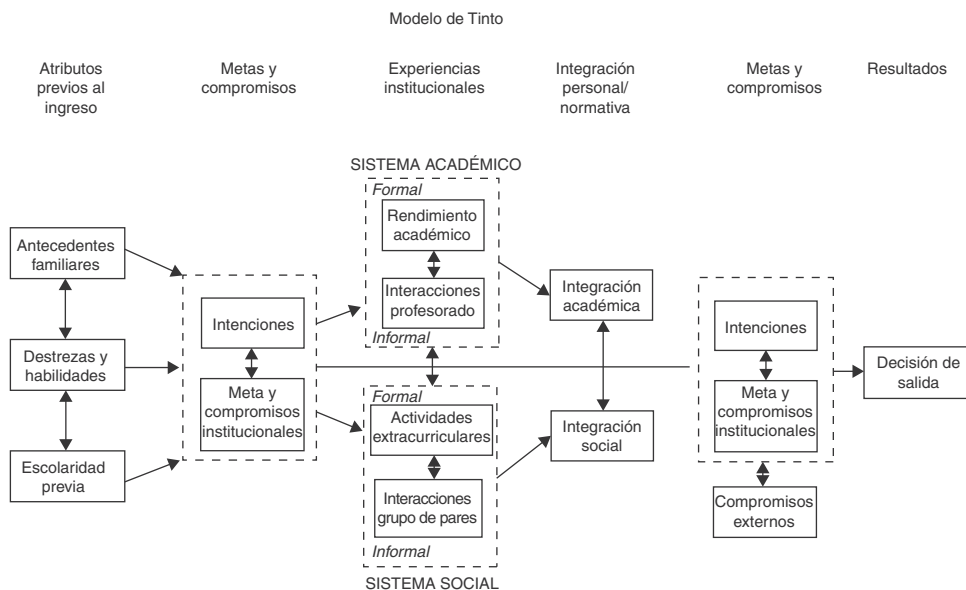 Modelo de Tinto
Atributos
previos al
ingreso
Metas y
compromisos
Experiencias
institucionales
Integración
personal/
normativa
Metas y
compromisos
Resultados
Antecedentes
familiares
Destrezas y
habilidades
Escolaridad
previa
Intenciones
Meta y
compromisos
institucionales
SISTEMA ACADÉMICO
Formal
Rendimiento
académico
Interacciones
profesorado
Informal
Formal
Actividades
extracurriculares
Interacciones
grupo de pares
Informal
SISTEMA SOCIAL
Integración
académica
Integración
social
Intenciones
Meta y
compromisos
institucionales
Compromisos
externos
Decisión de
salida